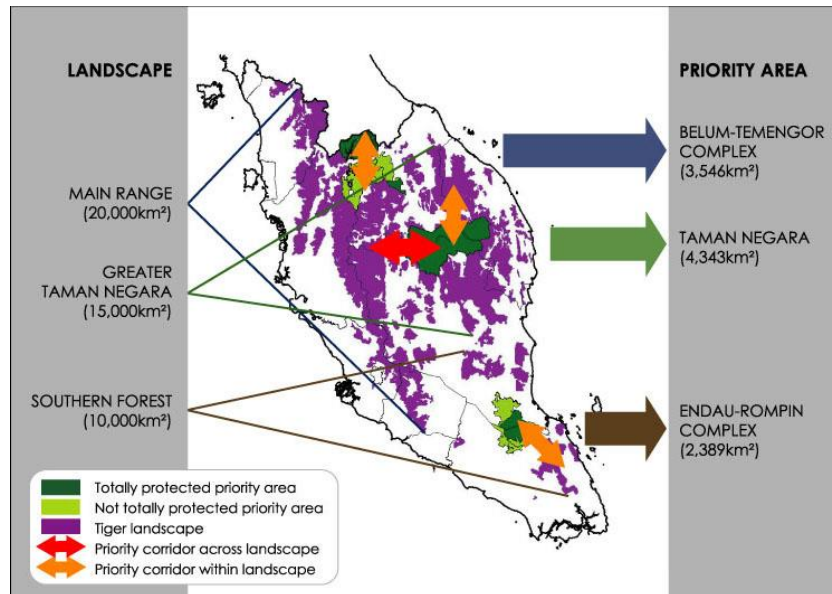 LANDSCAPE
MAIN RANGE
(20,000km²)
GREATER
TAMAN NEGARA
(15,000km²)
SOUTHERN FOREST
(10,000km²)
PRIORITY AREA
BELUM-TEMENGOR
COMPLEX
(3,546km²)
TAMAN NEGARA
(4,343km²)
ENDAU-ROMPIN
COMPLEX
(2,389km²)
Totally protected priority area
Not totally protected priority area
Tiger landscape
Priority corridor across landscape
Priority corridor within landscape